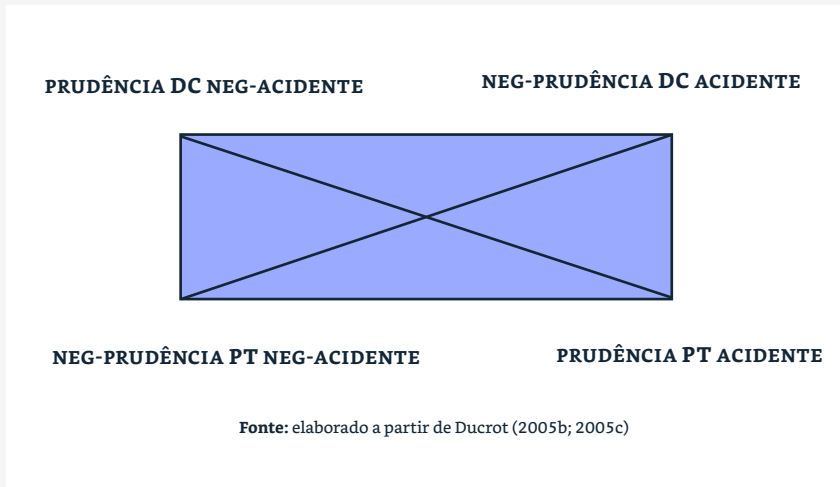 PRUDÊNCIA DC NEG-ACIDENTE
NEG-PRUDÊNCIA DC ACIDENTE
NEG-PRUDÊNCIA PT NEG-ACIDENTE
PRUDÊNCIA PT ACIDENTE
Fonte: elaborado a partir de Ducrot (2005b; 2005c)